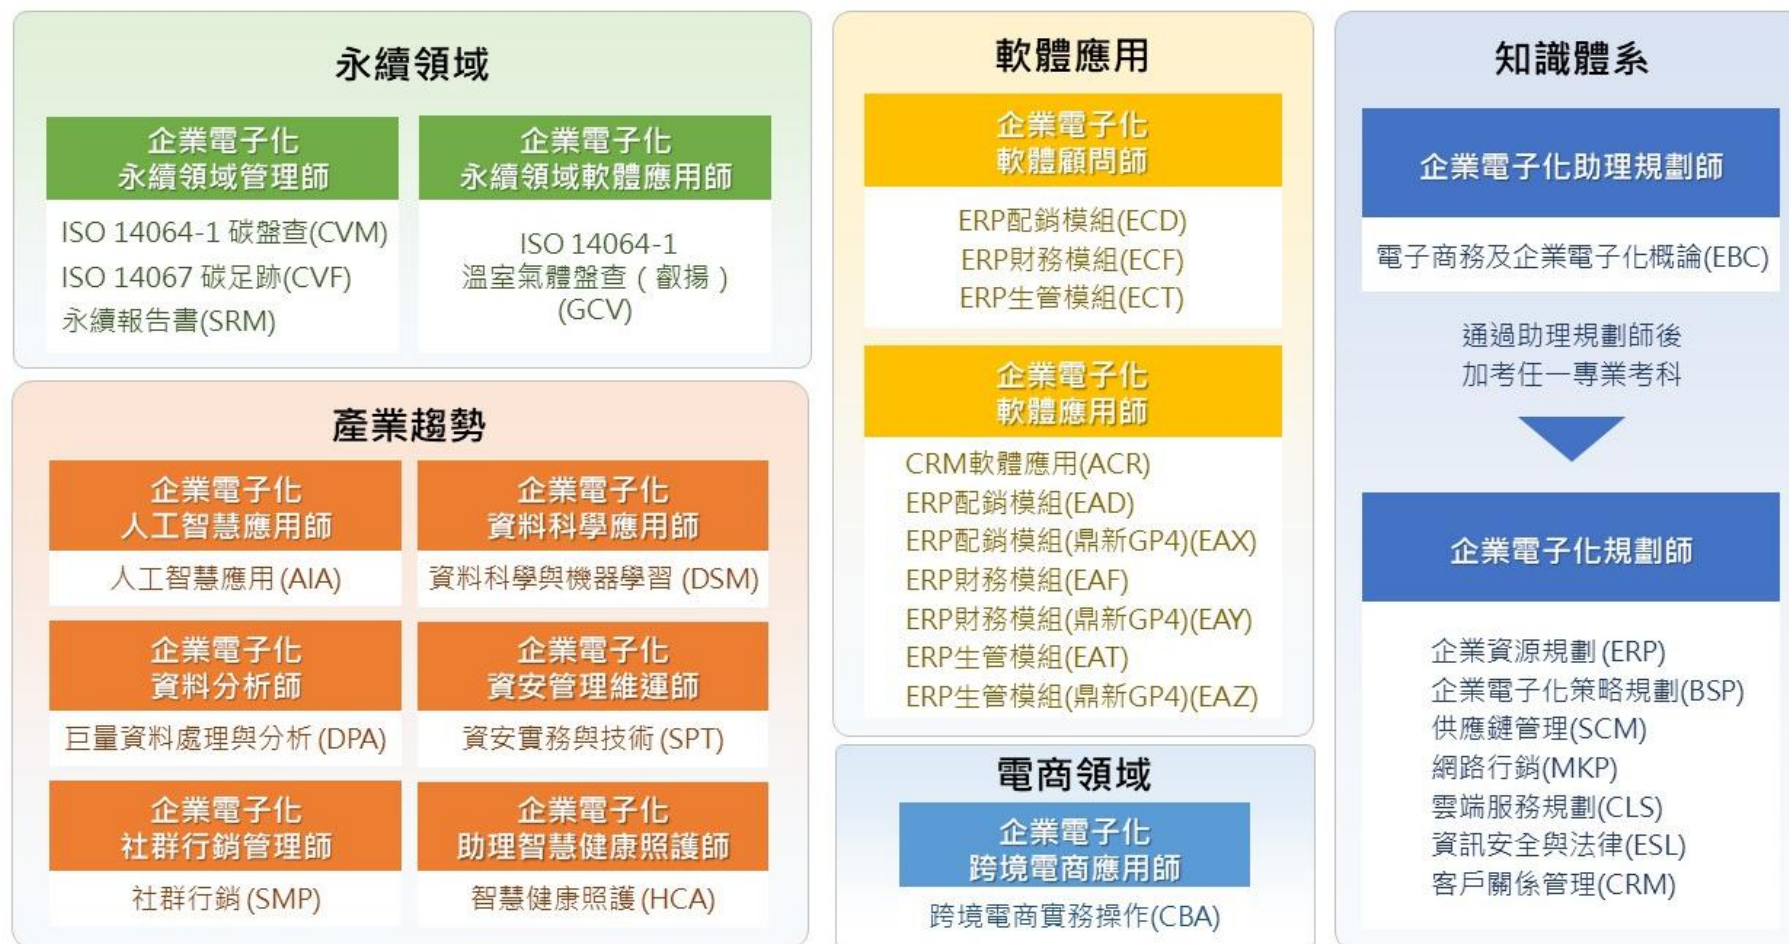 永續領域
企業電子化
永續領域管理師
ISO 14064-1 碳盤查(CVM)
ISO 14067 碳足跡(CVF)
永續報告書(SRM)
企業電子化
永續領域軟體應用師
ISO 14064-1
溫室氣體盤查（叡揚）
(GCV)
產業趨勢
企業電子化
人工智慧應用師
人工智慧應用(AIA)
企業電子化
資料科學應用師
資料科學與機器學習 (DSM)
企業電子化
資料分析師
巨量資料處理與分析(DPA)
企業電子化
資安管理維運師
資安實務與技術(SPT)
企業電子化
社群行銷管理師
社群行銷(SMP)
企業電子化
助理智慧健康照護師
智慧健康照護(HCA)
軟體應用
企業電子化
軟體顧問師
ERP配銷模組(ECD)
ERP財務模組(ECF)
ERP生管模組(ECT)
企業電子化
軟體應用師
CRM軟體應用(ACR)
ERP配銷模組(EAD)
ERP配銷模組(鼎新GP4)(EAX)
ERP財務模組(EAF)
ERP財務模組(鼎新GP4)(EAY)
ERP生管模組(EAT)
ERP生管模組(鼎新GP4)(EAZ)
電商領域
企業電子化
跨境電商應用師
跨境電商實務操作(CBA)
知識體系
企業電子化助理規劃師
電子商務及企業電子化概論(EBC)
通過助理規劃師後
加考任一專業考科
企業電子化規劃師
企業資源規劃(ERP)
企業電子化策略規劃(BSP)
供應鏈管理(SCM)
網路行銷(MKP)
雲端服務規劃(CLS)
資訊安全與法律(ESL)
客戶關係管理(CRM)